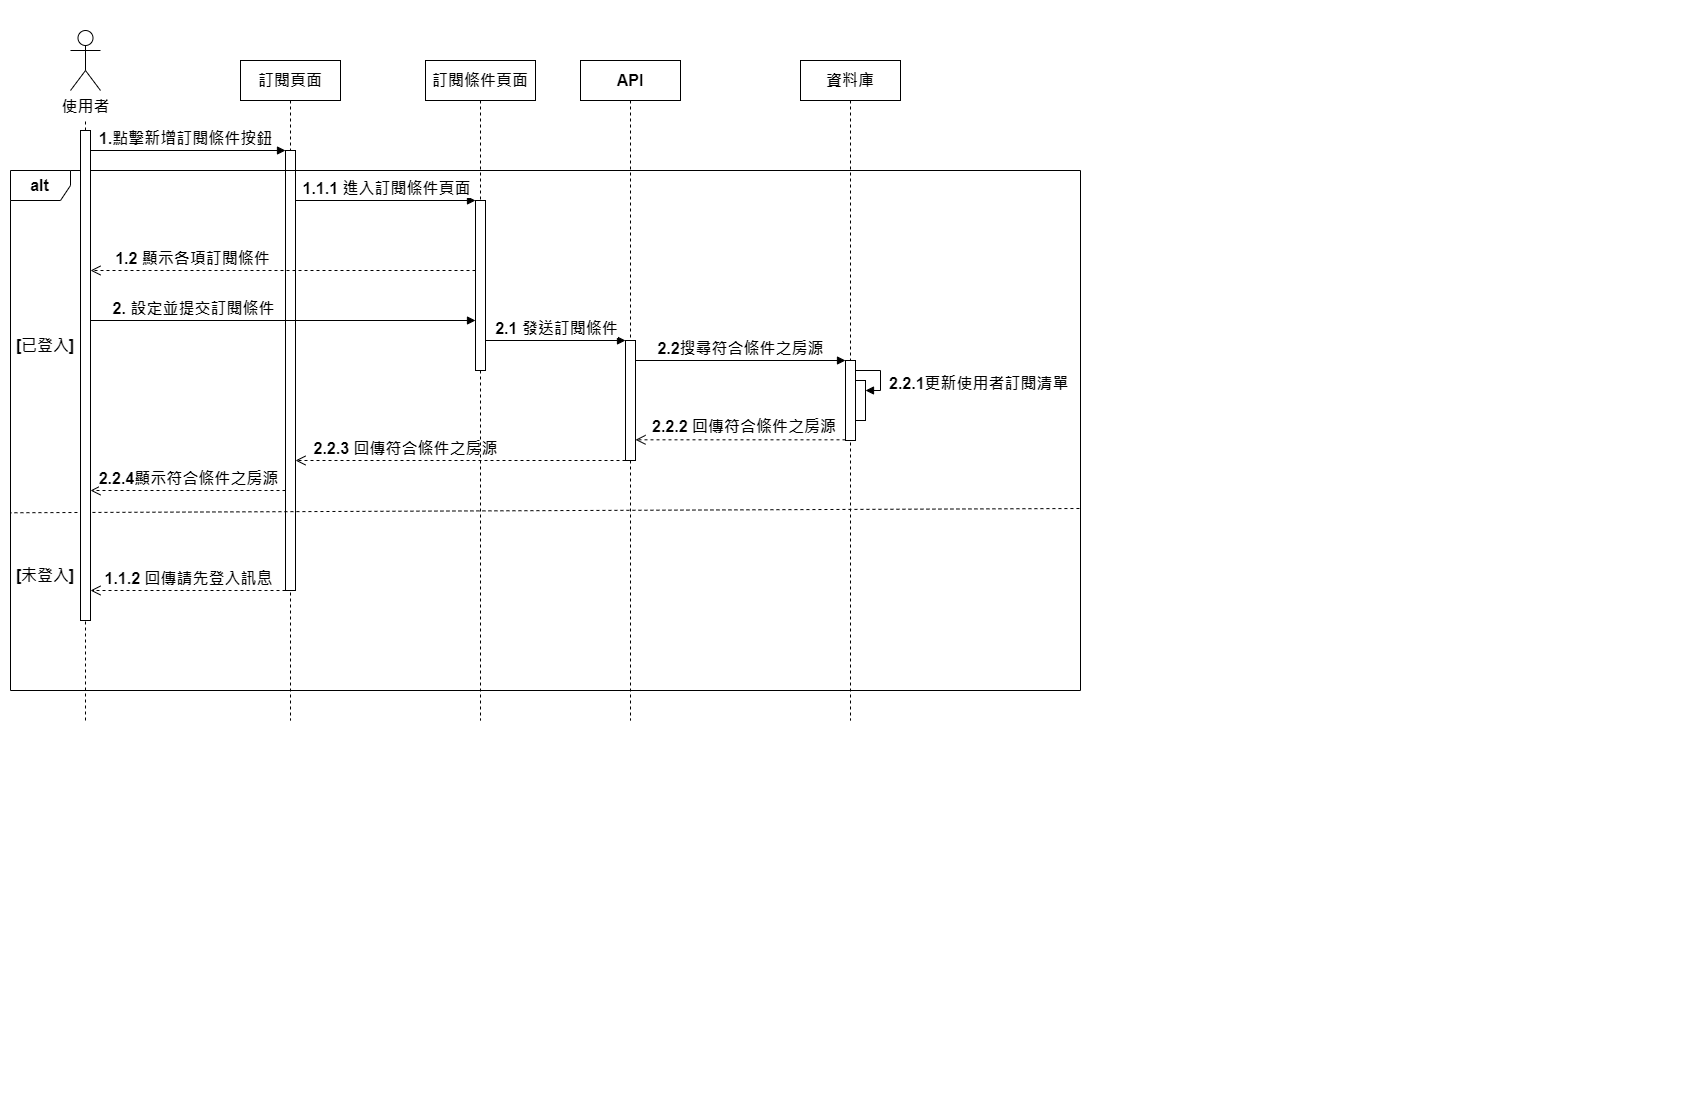 使用者
訂閱頁面
訂閱條件頁面
API
資料庫
1.點擊新增訂閱條件按鈕
alt
1.1.1 進入訂閱條件頁面
1.2 顯示各項訂閱條件
2. 設定並提交訂閱條件
2.1 發送訂閱條件
[已登入]
2.2搜尋符合條件之房源
2.2.1更新使用者訂閱清單
2.2.2 回傳符合條件之房源
2.2.3 回傳符合條件之房源
2.2.4顯示符合條件之房源
[未登入]
1.1.2 回傳請先登入訊息